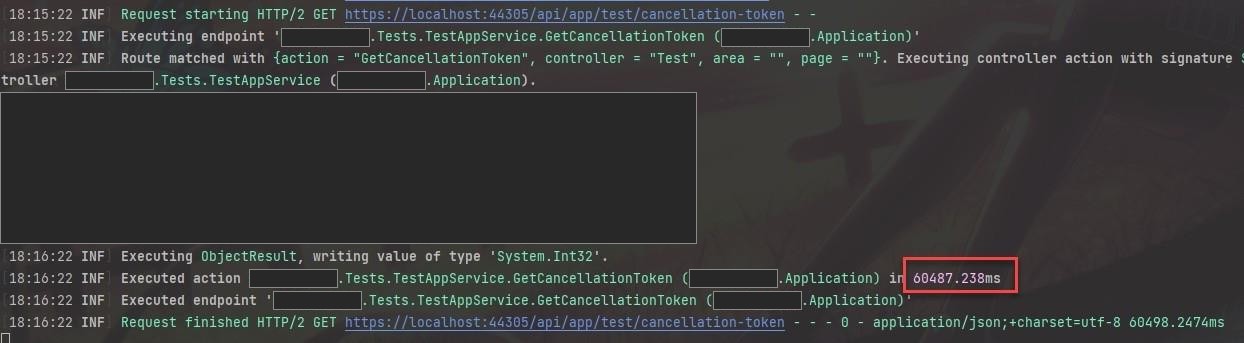 [18:15:22 INF] Request starting HTTP/2 GET https://localhost:44305/api/app/test/cancellation-token - -
[18:15:22 INF] Executing endpoint '.Tests.TestAppService.GetCancellationToken (.Application)'
[18:15:22 INF] Route matched with {action = "GetCancellationToken", controller = "Test", area = "", page = ""}. Executing controller action with signature
troller .Tests.TestAppService (.Application).
[18:16:22 INF] Executing ObjectResult, writing value of type 'System.Int32'.
[18:16:22 INF] Executed action .Tests.TestAppService.GetCancellationToken (.Application) in 60487.238ms
[18:16:22 INF] Executed endpoint '.Tests.TestAppService.GetCancellationToken (.Application)'
[18:16:22 INF] Request finished HTTP/2 GET https://localhost:44305/api/app/test/cancellation-token - - - 0 - application/json;+charset=utf-8 60498.2474ms